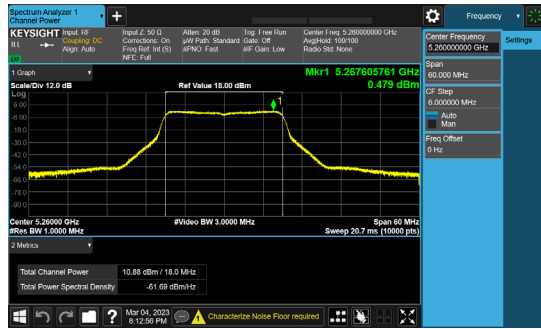 Spectrum Analyzer 1
Channel Power
Frequency
KEYSIGHT
Input: RF
Coupling: DC
Align: Auto
Input Z: 50 Ω
Corrections: On
Freq Ref: Int (S)
NFE: Full
Atten: 20 dB
µW Path: Standard
#PNO: Fast
Trig: Free Run
Gate: Off
#IF Gain: Low
Center Freq: 5.260000000 GHz
Avg|Hold: 100/100
Radio Std: None
Center Frequency
5.260000000 GHz
Settings
Span
60.000 MHz
CF Step
6.000000 MHz
Auto
Man
Freq Offset
0 Hz
1 Graph
Mkr1 5.267605761 GHz
0.479 dBm
Scale/Div 12.0 dB
Ref Value 18.00 dBm
Log
6.00
-6.00
-18.0
-30.0
-42.0
-54.0
-66.0
-78.0
-90.0
1
Center 5.26000 GHz
#Res BW 1.0000 MHz
#Video BW 3.0000 MHz
Span 60 MHz
Sweep 20.7 ms (10000 pts)
2 Metrics
Total Channel Power 10.88 dBm / 18.0 MHz
Total Power Spectral Density -61.69 dBm/Hz
Mar 04, 2023
8:12:56 PM
Characterize Noise Floor required